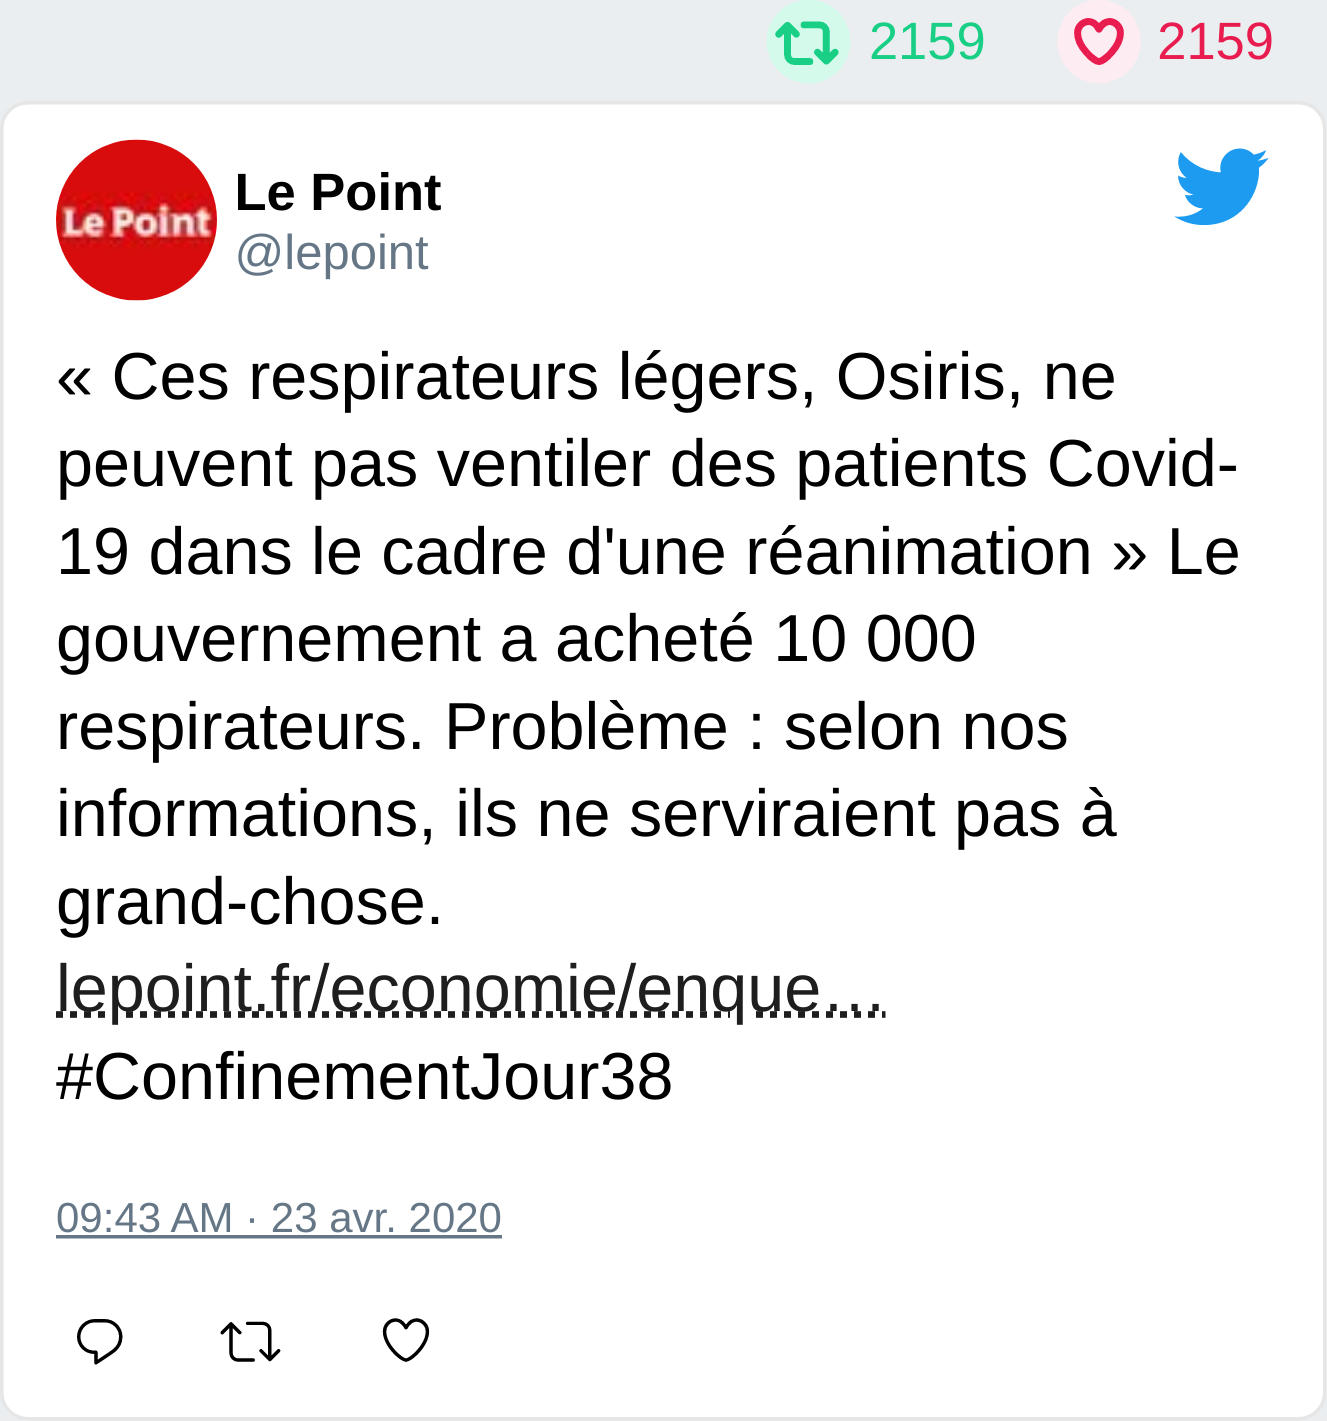 2159 2159
Le Point
Le Point
@lepoint
« Ces respirateurs légers, Osiris, ne
peuvent pas ventiler des patients Covid-
19 dans le cadre d'une réanimation » Le
gouvernement a acheté 10 000
respirateurs. Problème : selon nos
informations, ils ne serviraient pas à
grand-chose.
lepoint.fr/economie/enque…
#ConfinementJour38
09:43 AM · 23 avr. 2020